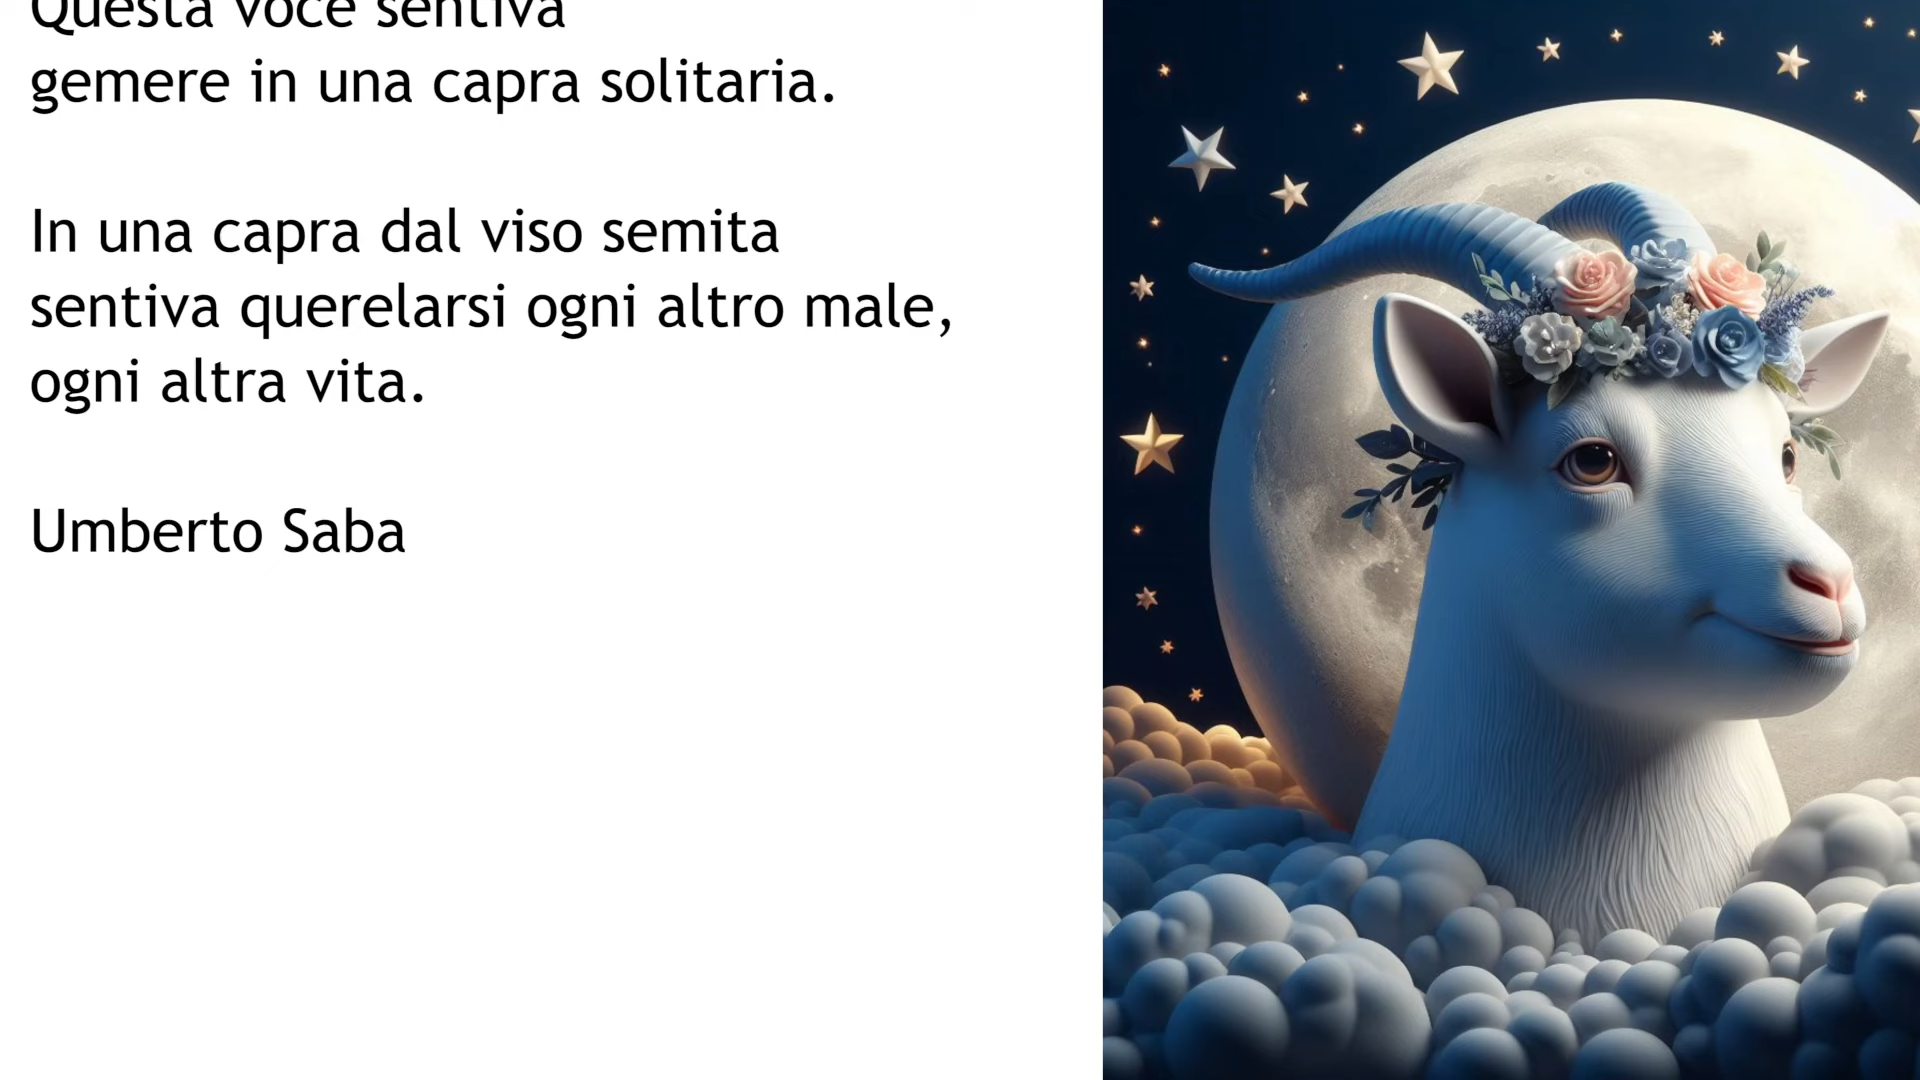 Questa voce sentiva
gemere in una capra solitaria.
In una capra dal viso semita
sentiva querelarsi ogni altro male,
ogni altra vita.
Umberto Saba